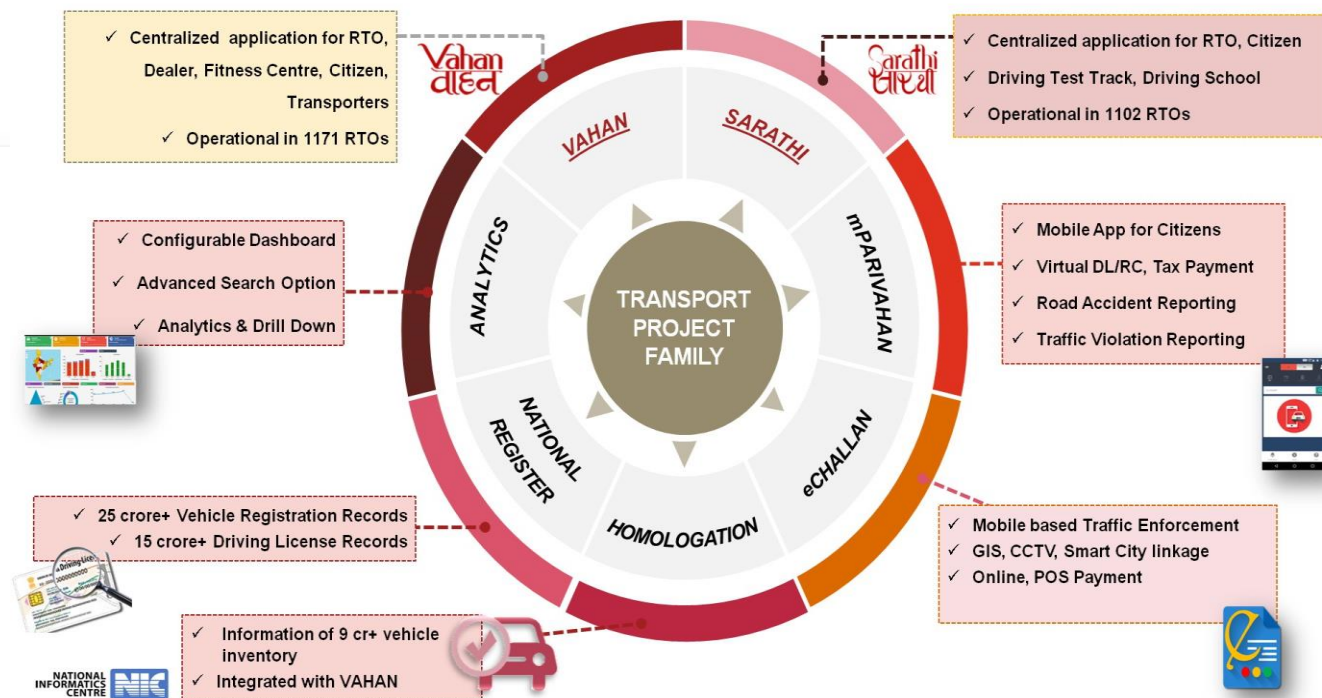 ✓ Centralized application for RTO,
Dealer, Fitness Centre, Citizen,
Transporters
✓ Operational in 1171 RTOs
Vahan
वाहन
Sarathi
सारथी
✓ Centralized application for RTO, Citizen
✓ Driving Test Track, Driving School
✓ Operational in 1102 RTOs
VAHAN
SARATHI
✓ Configurable Dashboard
✓ Advanced Search Option
✓ Analytics & Drill Down
ANALYTICS
TRANSPORT
PROJECT
FAMILY
mPARIVAHAN
✓ Mobile App for Citizens
✓ Virtual DL/RC, Tax Payment
✓ Road Accident Reporting
✓ Traffic Violation Reporting
NATIONAL
REGISTER
HOMOLOGATION
eCHALLAN
✓ 25 crore+ Vehicle Registration Records
✓ 15 crore+ Driving License Records
✓ Mobile based Traffic Enforcement
✓ GIS, CCTV, Smart City linkage
✓ Online, POS Payment
✓ Information of 9 cr+ vehicle
inventory
✓ Integrated with VAHAN
NATIONAL
INFORMATICS
CENTRE
NIC